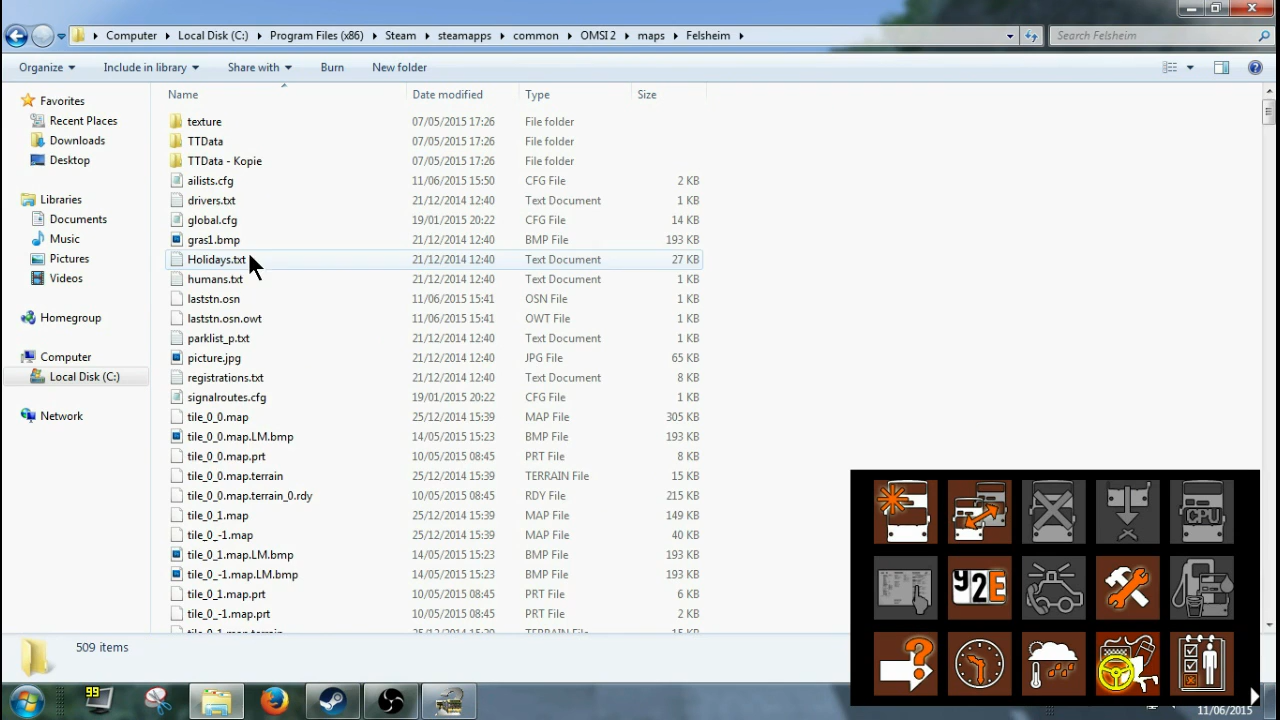 Computer Local Disk (C:) Program Files (x86) Steam steamapps common OMSI 2 maps Felsheim Search Felsheim
Organize Include in library Share with Burn New folder
Name Date modified Type Size
Favorites
Recent Places
Downloads
Desktop
Libraries
Documents
Music
Pictures
Videos
Homegroup
Computer
Local Disk (C:)
Network
texture 07/05/2015 17:26 File folder
TTData 07/05/2015 17:26 File folder
TTData - Kopie 07/05/2015 17:26 File folder
ailists.cfg 11/06/2015 15:50 CFG File 2 KB
drivers.txt 21/12/2014 12:40 Text Document 1 KB
global.cfg 19/01/2015 20:22 CFG File 14 KB
gras1.bmp 21/12/2014 12:40 BMP File 193 KB
Holidays.txt 21/12/2014 12:40 Text Document 27 KB
humans.txt 21/12/2014 12:40 Text Document 1 KB
laststn.osn 11/06/2015 15:41 OSN File 1 KB
laststn.osn.owt 11/06/2015 15:41 OWT File 1 KB
parklist_p.txt 21/12/2014 12:40 Text Document 1 KB
picture.jpg 21/12/2014 12:40 JPG File 65 KB
registrations.txt 21/12/2014 12:40 Text Document 8 KB
signalroutes.cfg 19/01/2015 20:22 CFG File 1 KB
tile_0_0.map 25/12/2014 15:39 MAP File 305 KB
tile_0_0.map.LM.bmp 14/05/2015 15:23 BMP File 193 KB
tile_0_0.map.prt 10/05/2015 08:45 PRT File 8 KB
tile_0_0.map.terrain 25/12/2014 15:39 TERRAIN File 15 KB
tile_0_0.map.terrain_0.rdy 10/05/2015 08:45 RDY File 215 KB
tile_0_1.map 25/12/2014 15:39 MAP File 149 KB
tile_0_-1.map 25/12/2014 15:39 MAP File 40 KB
tile_0_1.map.LM.bmp 14/05/2015 15:23 BMP File 193 KB
tile_0_-1.map.LM.bmp 14/05/2015 15:23 BMP File 193 KB
tile_0_1.map.prt 10/05/2015 08:45 PRT File 6 KB
tile_0_-1.map.prt 10/05/2015 08:45 PRT File 2 KB
tile_0_1.map.terrain 25/12/2014 15:39 TERRAIN File 15 KB
509 items
CPU
92E
?
99
11/06/2015